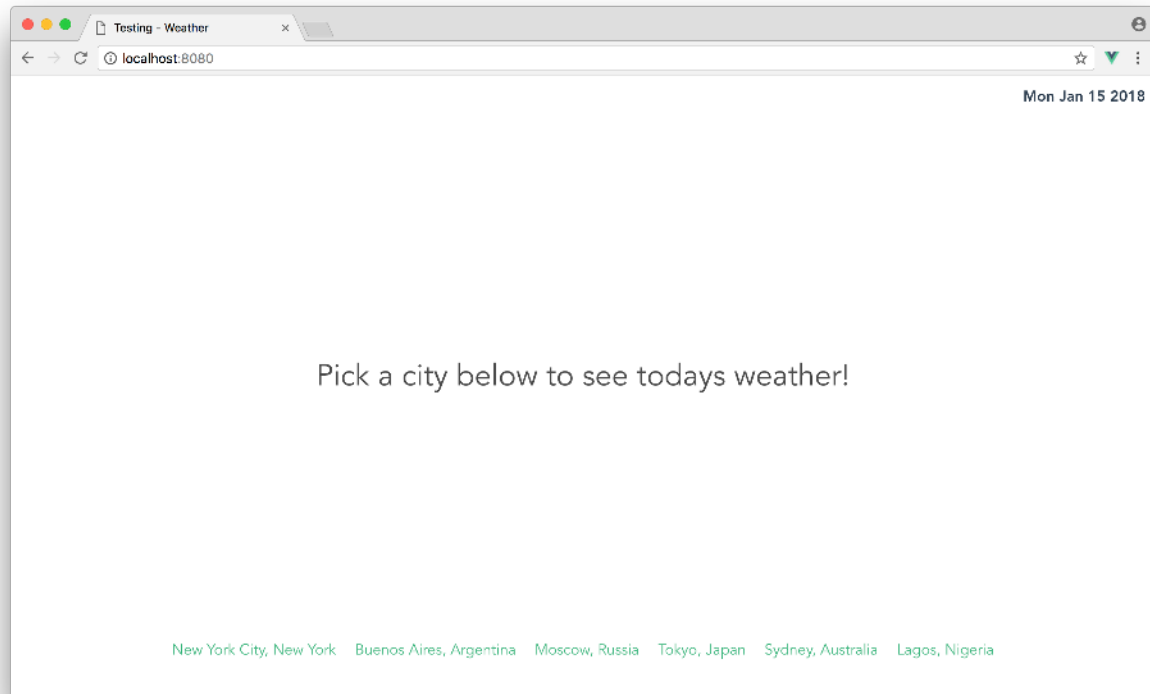 Testing - Weather
localhost:8080
Mon Jan 15 2018
Pick a city below to see todays weather!
New York City, New York Buenos Aires, Argentina Moscow, Russia Tokyo, Japan Sydney, Australia Lagos, Nigeria